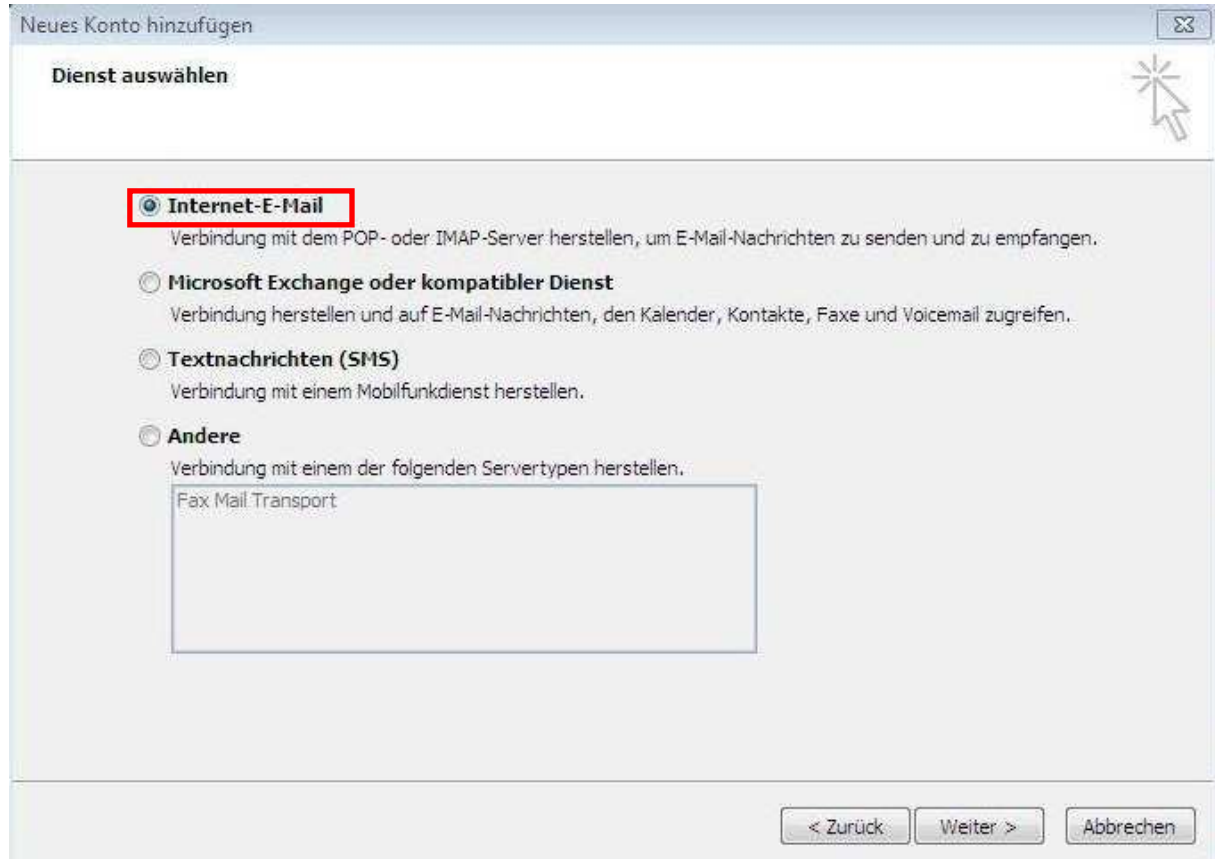 Neues Konto hinzufügen
Dienst auswählen
Internet-E-Mail
Verbindung mit dem POP- oder IMAP-Server herstellen, um E-Mail-Nachrichten zu senden und zu empfangen.
Microsoft Exchange oder kompatibler Dienst
Verbindung herstellen und auf E-Mail-Nachrichten, den Kalender, Kontakte, Faxe und Voicemail zugreifen.
Textnachrichten (SMS)
Verbindung mit einem Mobilfunkdienst herstellen.
Andere
Verbindung mit einem der folgenden Servertypen herstellen.
Fax Mail Transport
< Zurück Weiter > Abbrechen